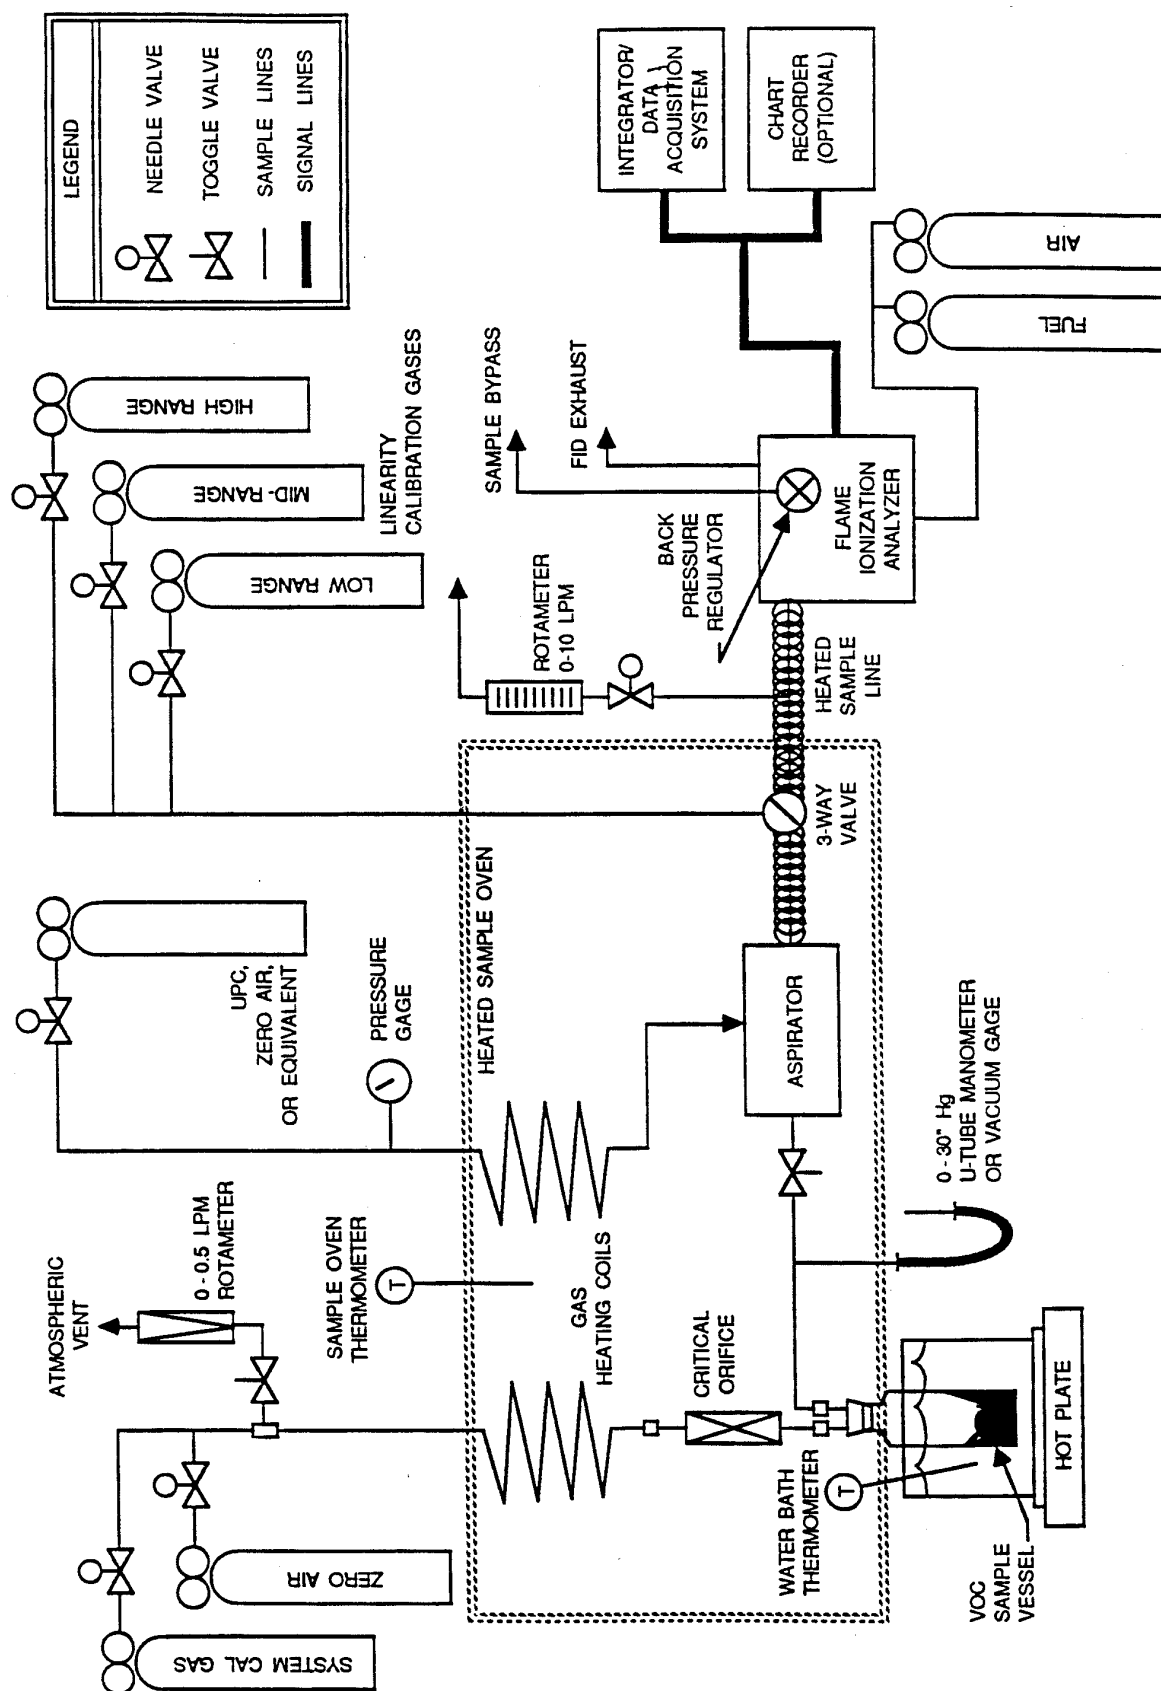 LEGEND
NEEDLE VALVE
TOGGLE VALVE
SAMPLE LINES
SIGNAL LINES
SYSTEM CAL GAS
ZERO AIR
ATMOSPHERIC
VENT
0-0.5 LPM
ROTAMETER
UPC,
ZERO AIR,
OR EQUIVALENT
PRESSURE
GAGE
SAMPLE OVEN
THERMOMETER
T
HIGH RANGE
MID-RANGE
LOW RANGE
LINEARITY
CALIBRATION GASES
HEATED SAMPLE OVEN
GAS
HEATING COILS
CRITICAL
ORIFICE
WATER BATH
THERMOMETER
T
VOC
SAMPLE
VESSEL
HOT PLATE
0-30" Hg
U-TUBE MANOMETER
OR VACUUM GAGE
ASPIRATOR
3-WAY
VALVE
HEATED
SAMPLE
LINE
ROTAMETER
0-10 LPM
BACK
PRESSURE
REGULATOR
SAMPLE BYPASS
FID EXHAUST
FLAME
IONIZATION
ANALYZER
INTEGRATOR/
DATA
ACQUISITION
SYSTEM
CHART
RECORDER
(OPTIONAL)
FUEL
AIR